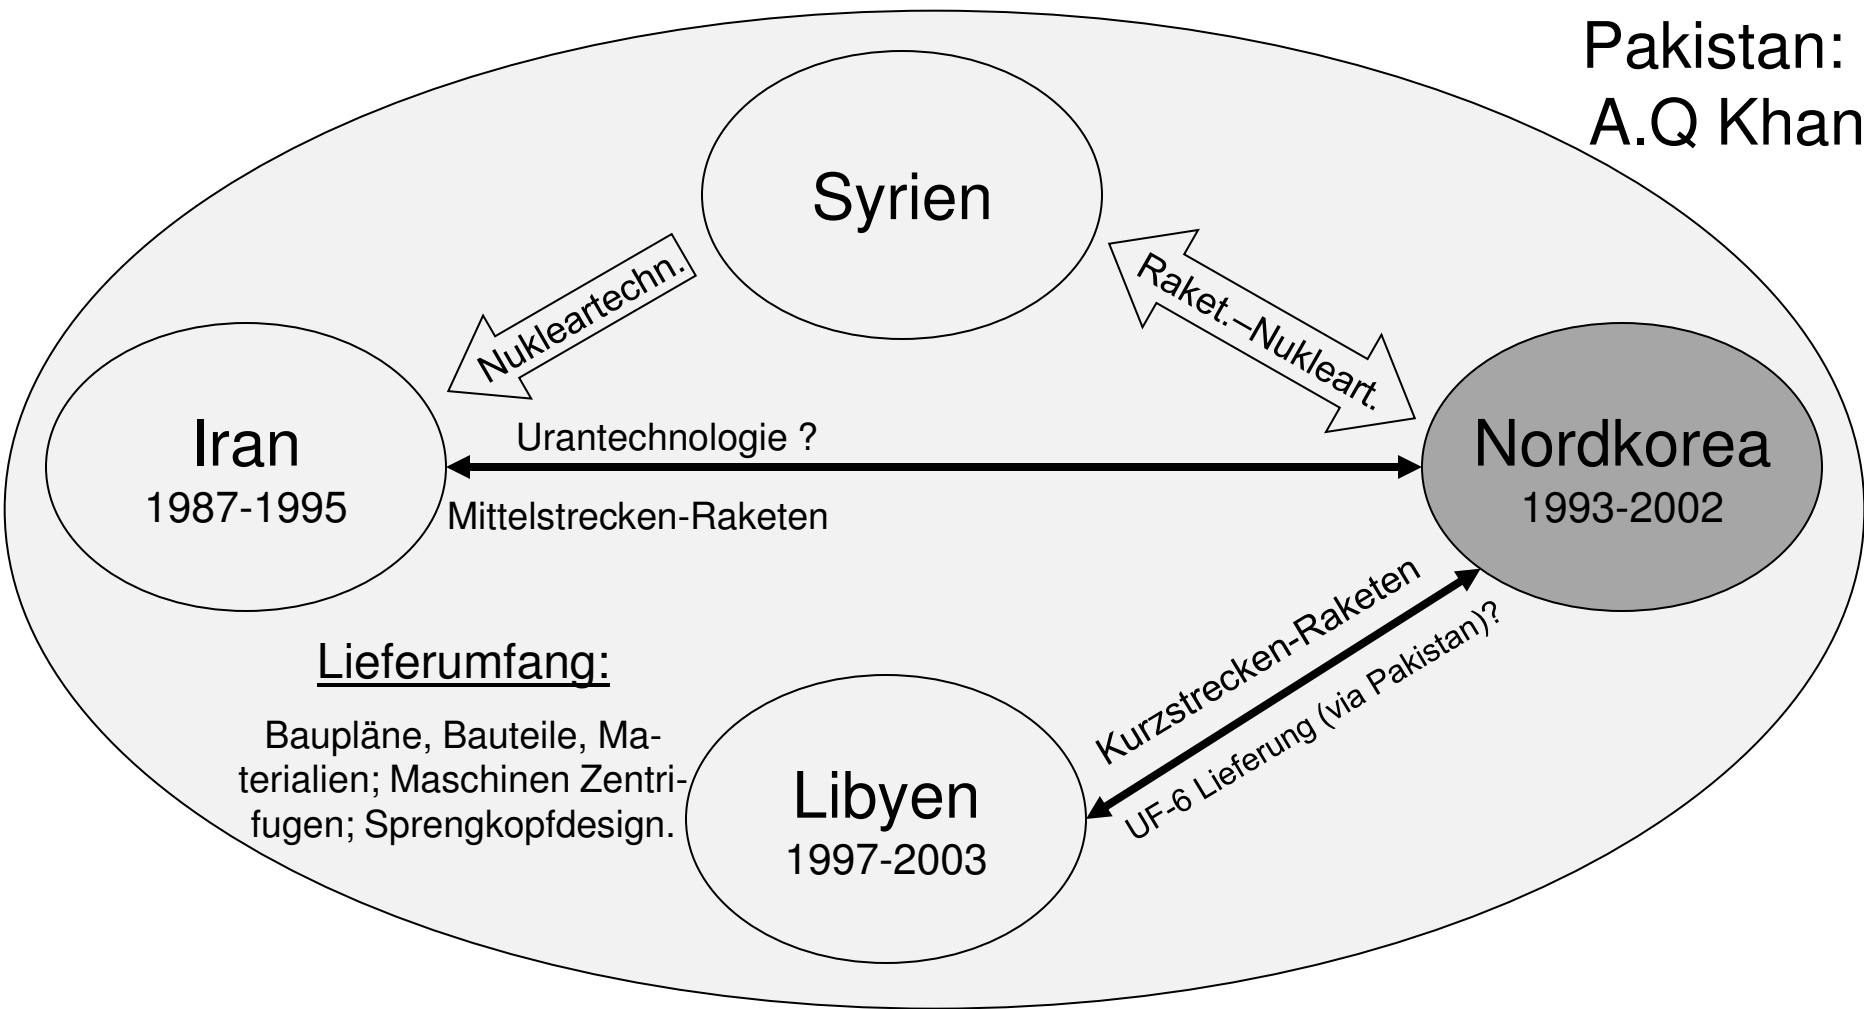 Pakistan:
A.Q Khan
Syrien
Nukleartechn.
Raket.–Nukleart.
Iran
1987-1995
Urantechnologie ?
Mittelstrecken-Raketen
Nordkorea
1993-2002
Kurzstrecken-Raketen
UF-6 Lieferung (via Pakistan)?
Lieferumfang:
Baupläne, Bauteile, Ma-
terialien; Maschinen Zentri-
fugen; Sprengkopfdesign.
Libyen
1997-2003